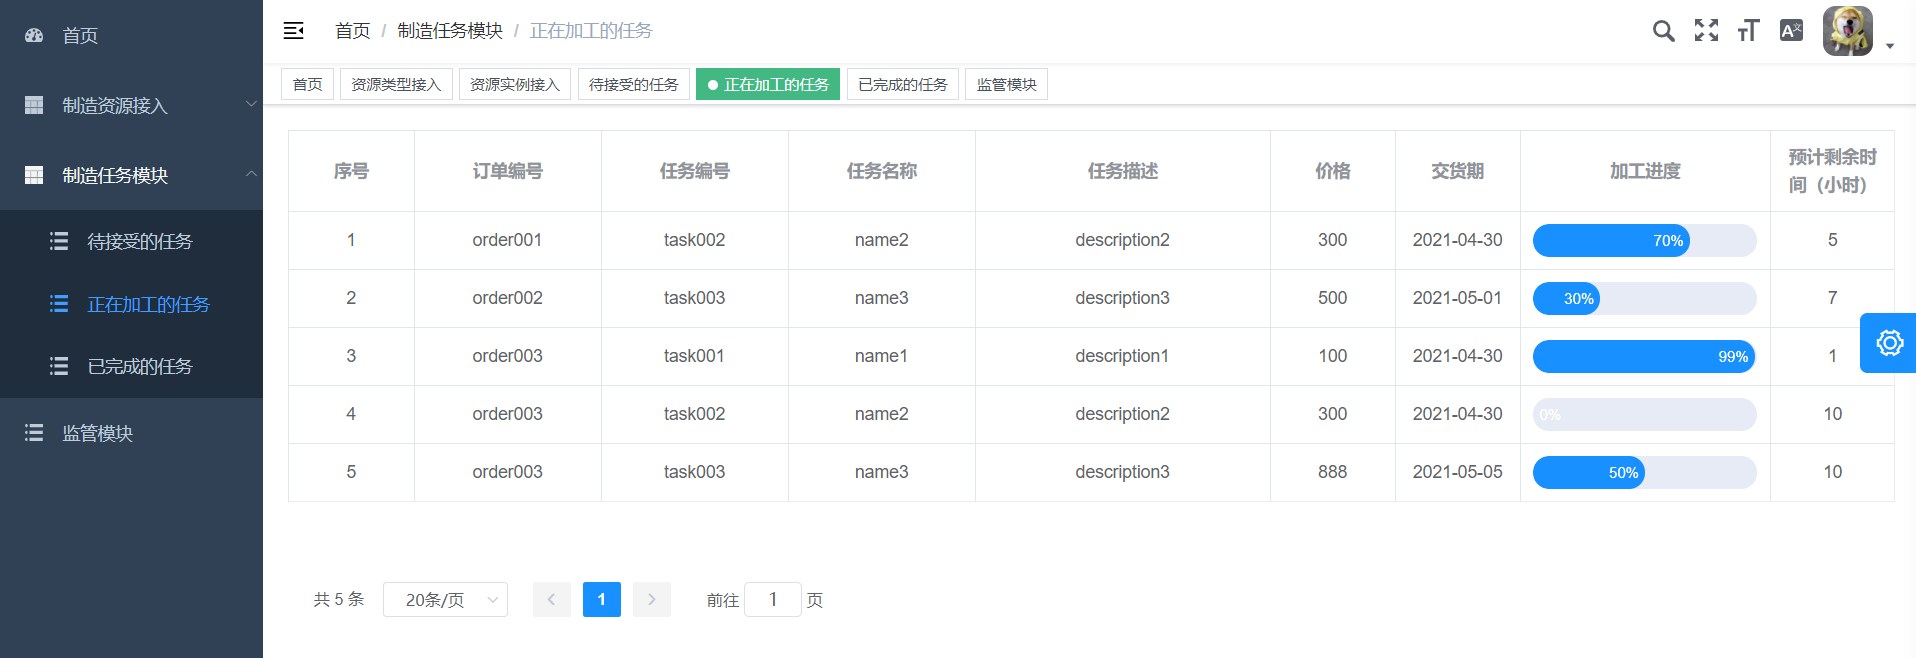 首页
制造资源接入
制造任务模块
待接受的任务
正在加工的任务
已完成的任务
监管模块
首页 / 制造任务模块 / 正在加工的任务
首页 资源类型接入 资源实例接入 待接受的任务 正在加工的任务 已完成的任务 监管模块
序号 订单编号 任务编号 任务名称 任务描述 价格 交货期 加工进度 预计剩余时
间（小时）
1 order001 task002 name2 description2 300 2021-04-30 70% 5
2 order002 task003 name3 description3 500 2021-05-01 30% 7
3 order003 task001 name1 description1 100 2021-04-30 99% 1
4 order003 task002 name2 description2 300 2021-04-30 0% 10
5 order003 task003 name3 description3 888 2021-05-05 50% 10
共 5 条 20条/页 1 前往 1 页